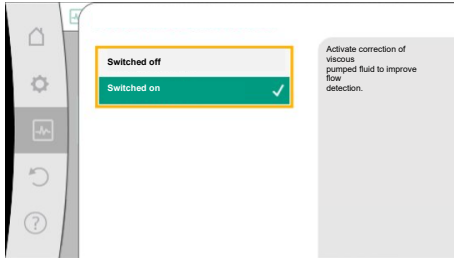 Switched off
Switched on
Activate correction of
viscous
pumped fluid to improve
flow
detection.